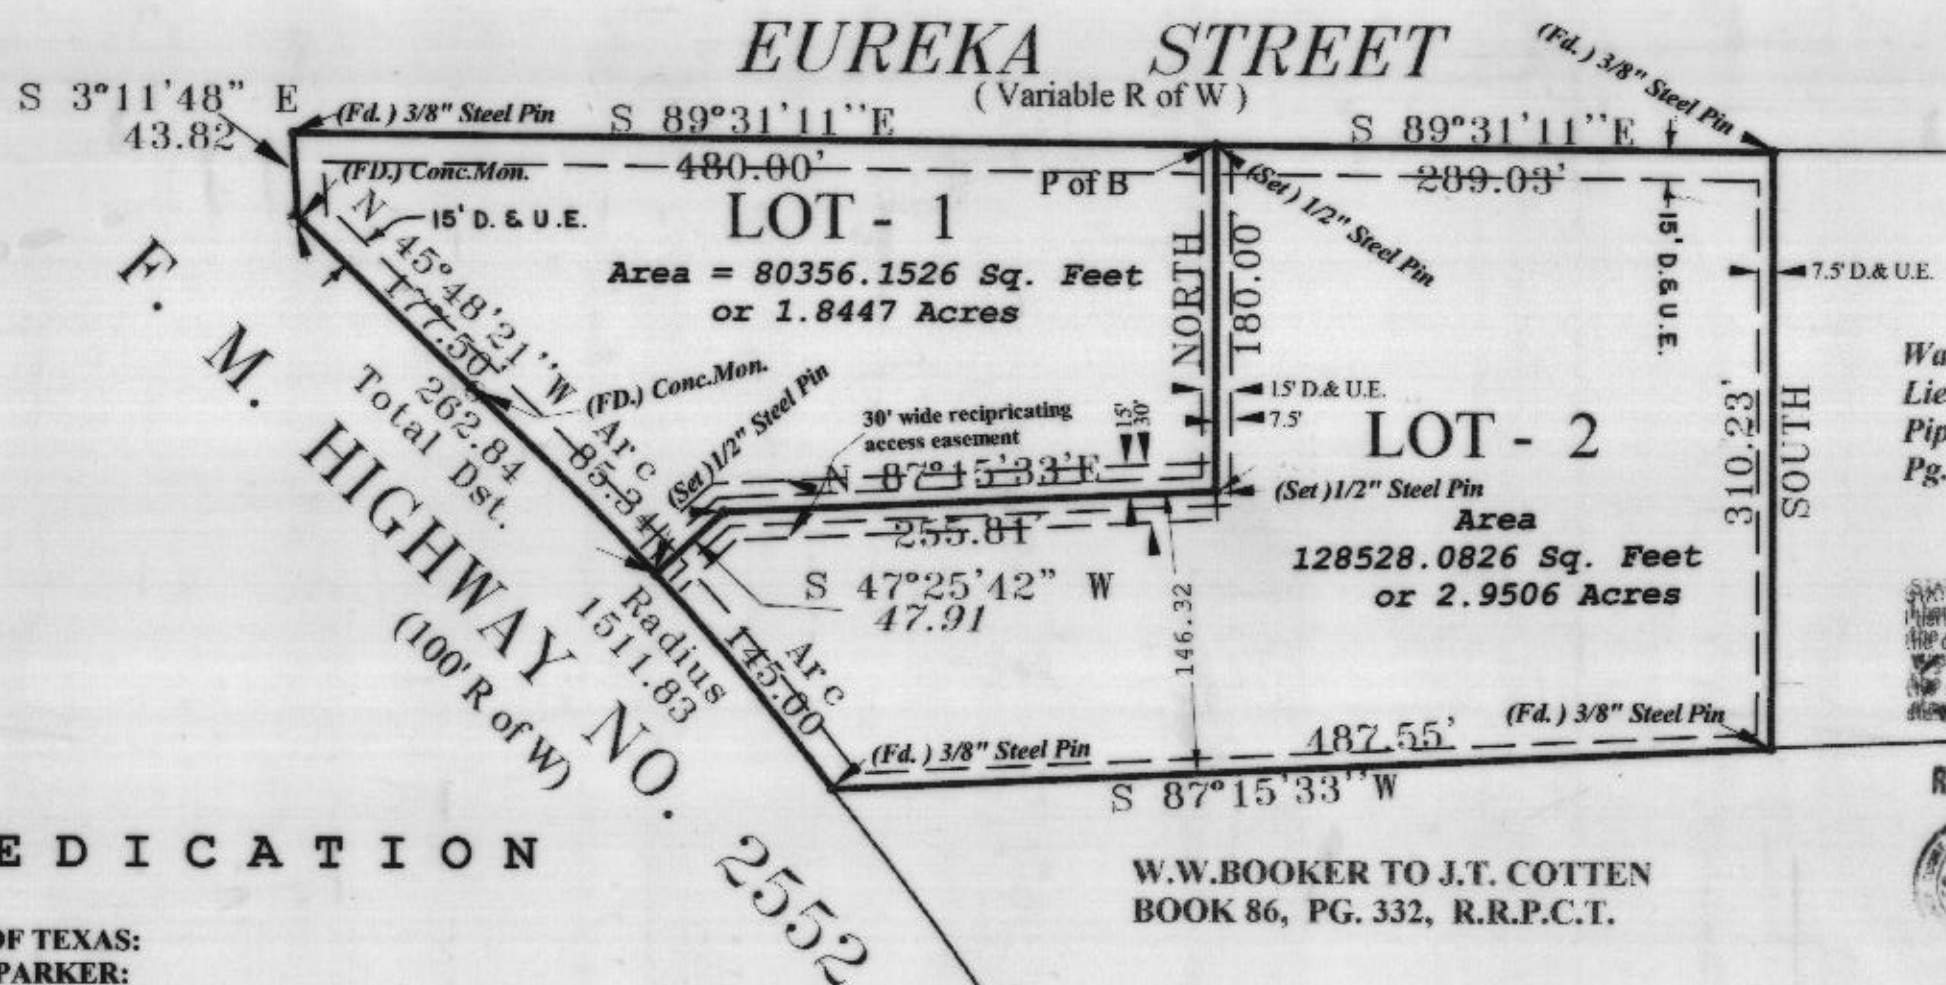 EUREKA STREET
( Variable R of W )
(Fd. ) 3/8" Steel Pin
S 3°11'48" E
43.82
(Fd. ) 3/8" Steel Pin
S 89°31'11''E
S 89°31'11''E
(FD.) Conc.Mon.
480.00'
P of B
(Set ) 1/2" Steel Pin
289.03'
15' D. & U.E.
LOT - 1
Area = 80356.1526 Sq. Feet
or 1.8447 Acres
NORTH
180.00
15' D.& U.E.
7.5' D.& U.E.
N 45°48'21''W
177.50
Total Dst.
262.84
(FD.) Conc.Mon.
Arc
85.34
(Set )1/2" Steel Pin
30' wide recipricating
access easement
15'
30'
15' D.& U.E.
7.5'
LOT - 2
N 87°15'33'E
255.81'
(Set )1/2" Steel Pin
Area
128528.0826 Sq. Feet
or 2.9506 Acres
310.23'
SOUTH
Wa
Lie
Pip
Pg.
S 47°25'42" W
47.91
146.32
Radius
1511.83
Arc
145.00
(Fd. ) 3/8" Steel Pin
487.55'
(Fd. ) 3/8" Steel Pin
S 87°15'33''W
F. M. HIGHWAY NO. 2552
(100' R of W)
EDICATION
OF TEXAS:
PARKER:
W.W.BOOKER TO J.T. COTTEN
BOOK 86, PG. 332, R.R.P.C.T.
R